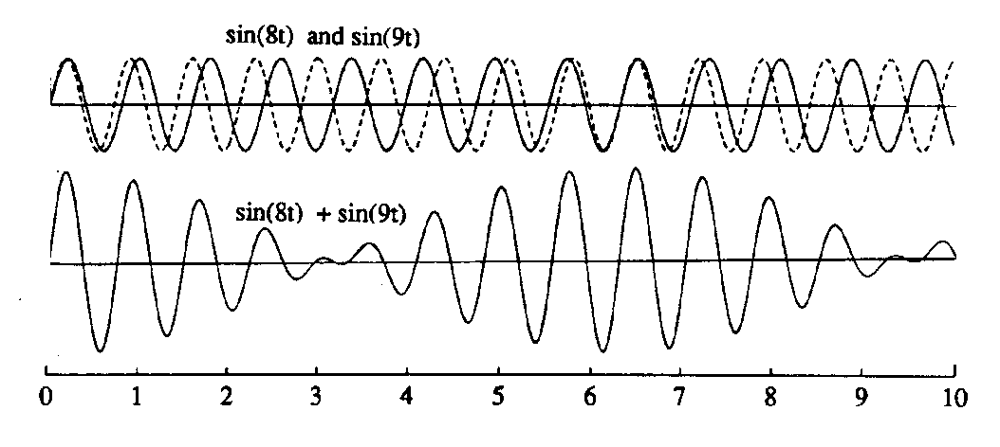 sin(8t) and sin(9t)
sin(8t) + sin(9t)
0 1 2 3 4 5 6 7 8 9 10